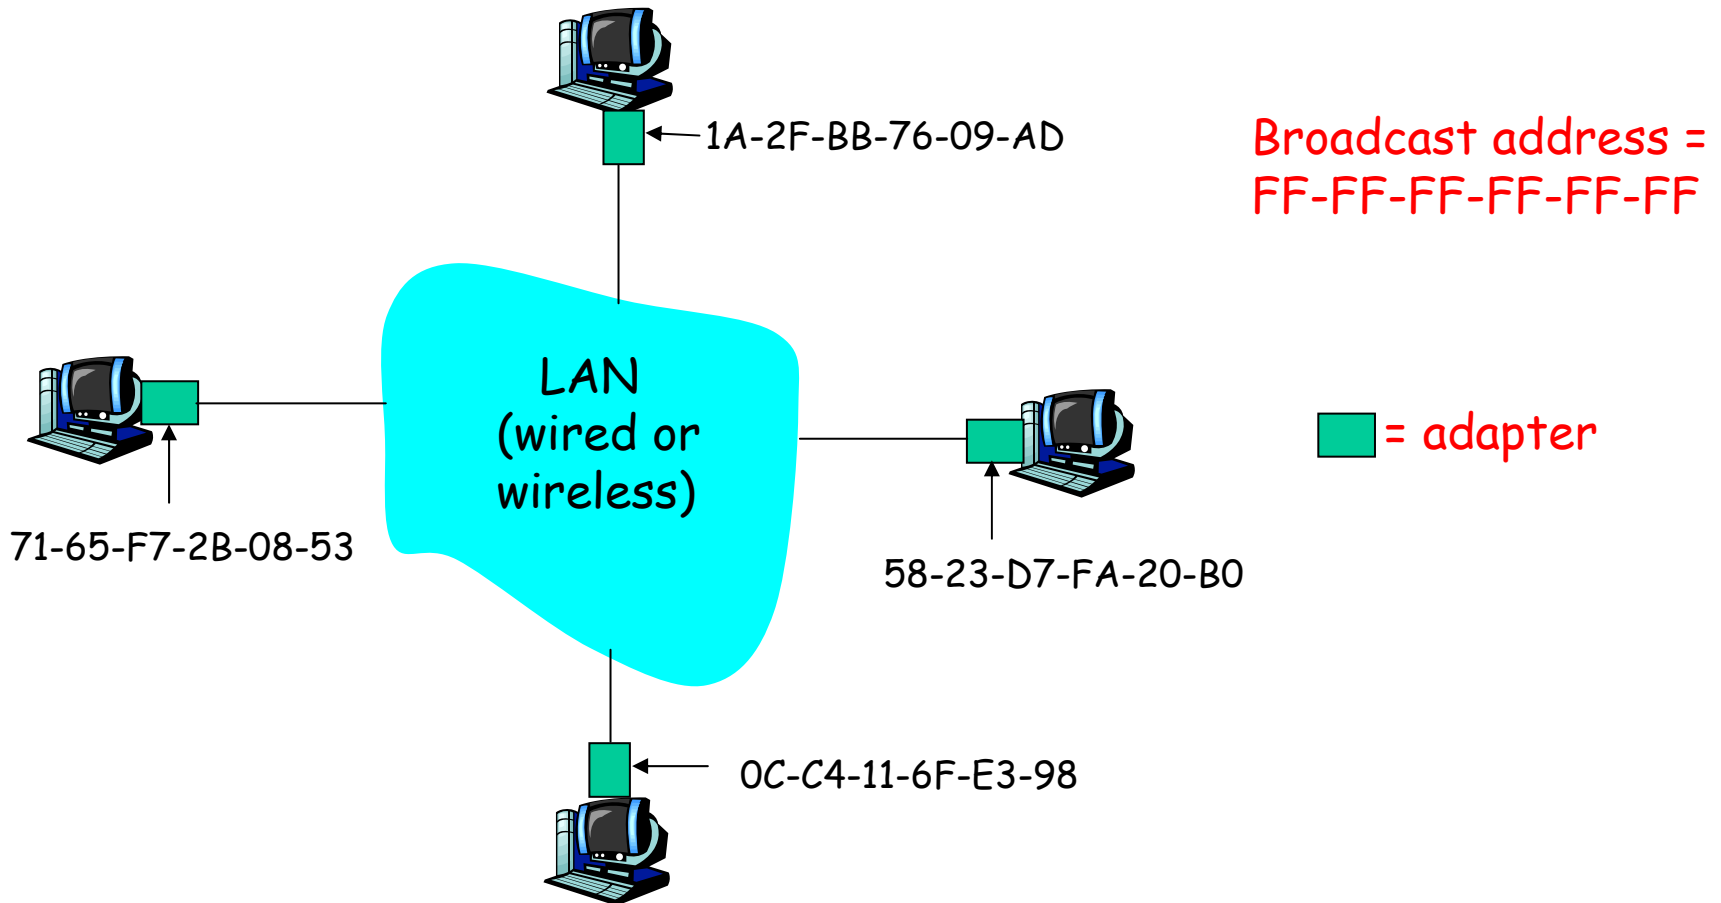 1A-2F-BB-76-09-AD
Broadcast address =
FF-FF-FF-FF-FF-FF
LAN
(wired or
wireless)
= adapter
71-65-F7-2B-08-53
58-23-D7-FA-20-B0
0C-C4-11-6F-E3-98